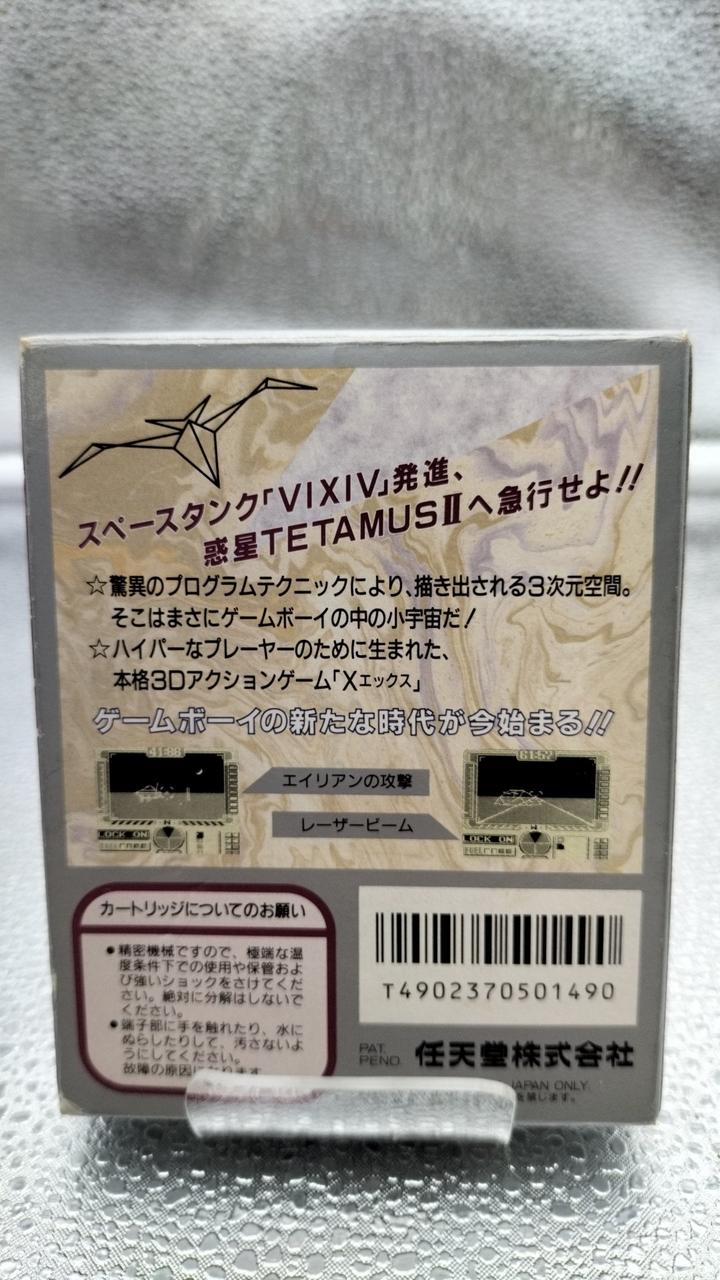 スペースタンク「VIXIV」発進、
惑星TETAMUSⅡへ急行せよ!!
☆驚異のプログラムテクニックにより、描き出される3次元空間。
そこはまさにゲームボーイの中の小宇宙だ!
☆ハイパーなプレーヤーのために生まれた、
本格3Dアクションゲーム「Xエックス」
ゲームボーイの新たな時代が今始まる!!
エイリアンの攻撃
レーザービーム
LOCK ON
LOCK ON
カートリッジについてのお願い
●精密機械ですので、極端な温
度条件下での使用や保管およ
び強いショックをさけてくだ
さい。絶対に分解はしないで
ください。
●端子部に手を触れたり、水に
ぬらしたりして、汚さないよ
うにしてください。
故障の原因になります。
T4902370501490
PAT.
PEND.
任天堂株式会社
JAPAN ONLY.
を禁じます。